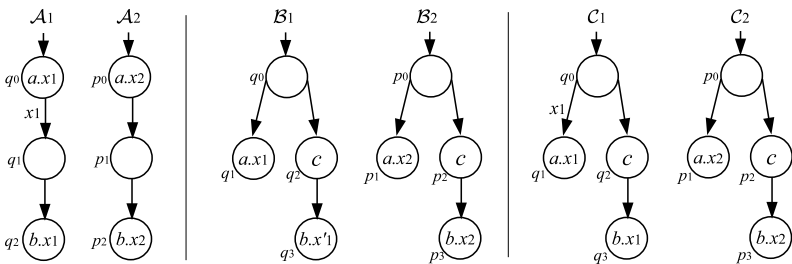 𝒜1 𝒜2 ℬ1 ℬ2 𝒞1 𝒞2
q0 a.x1 p0 a.x2 q0 p0 q0 p0
x1 x1
q1 p1 a.x1 c a.x2 c a.x1 c a.x2 c
q1 q2 p1 p2 q1 q2 p1 p2
q2 b.x1 p2 b.x2 b.x'1 b.x2 b.x1 b.x2
q3 p3 q3 p3